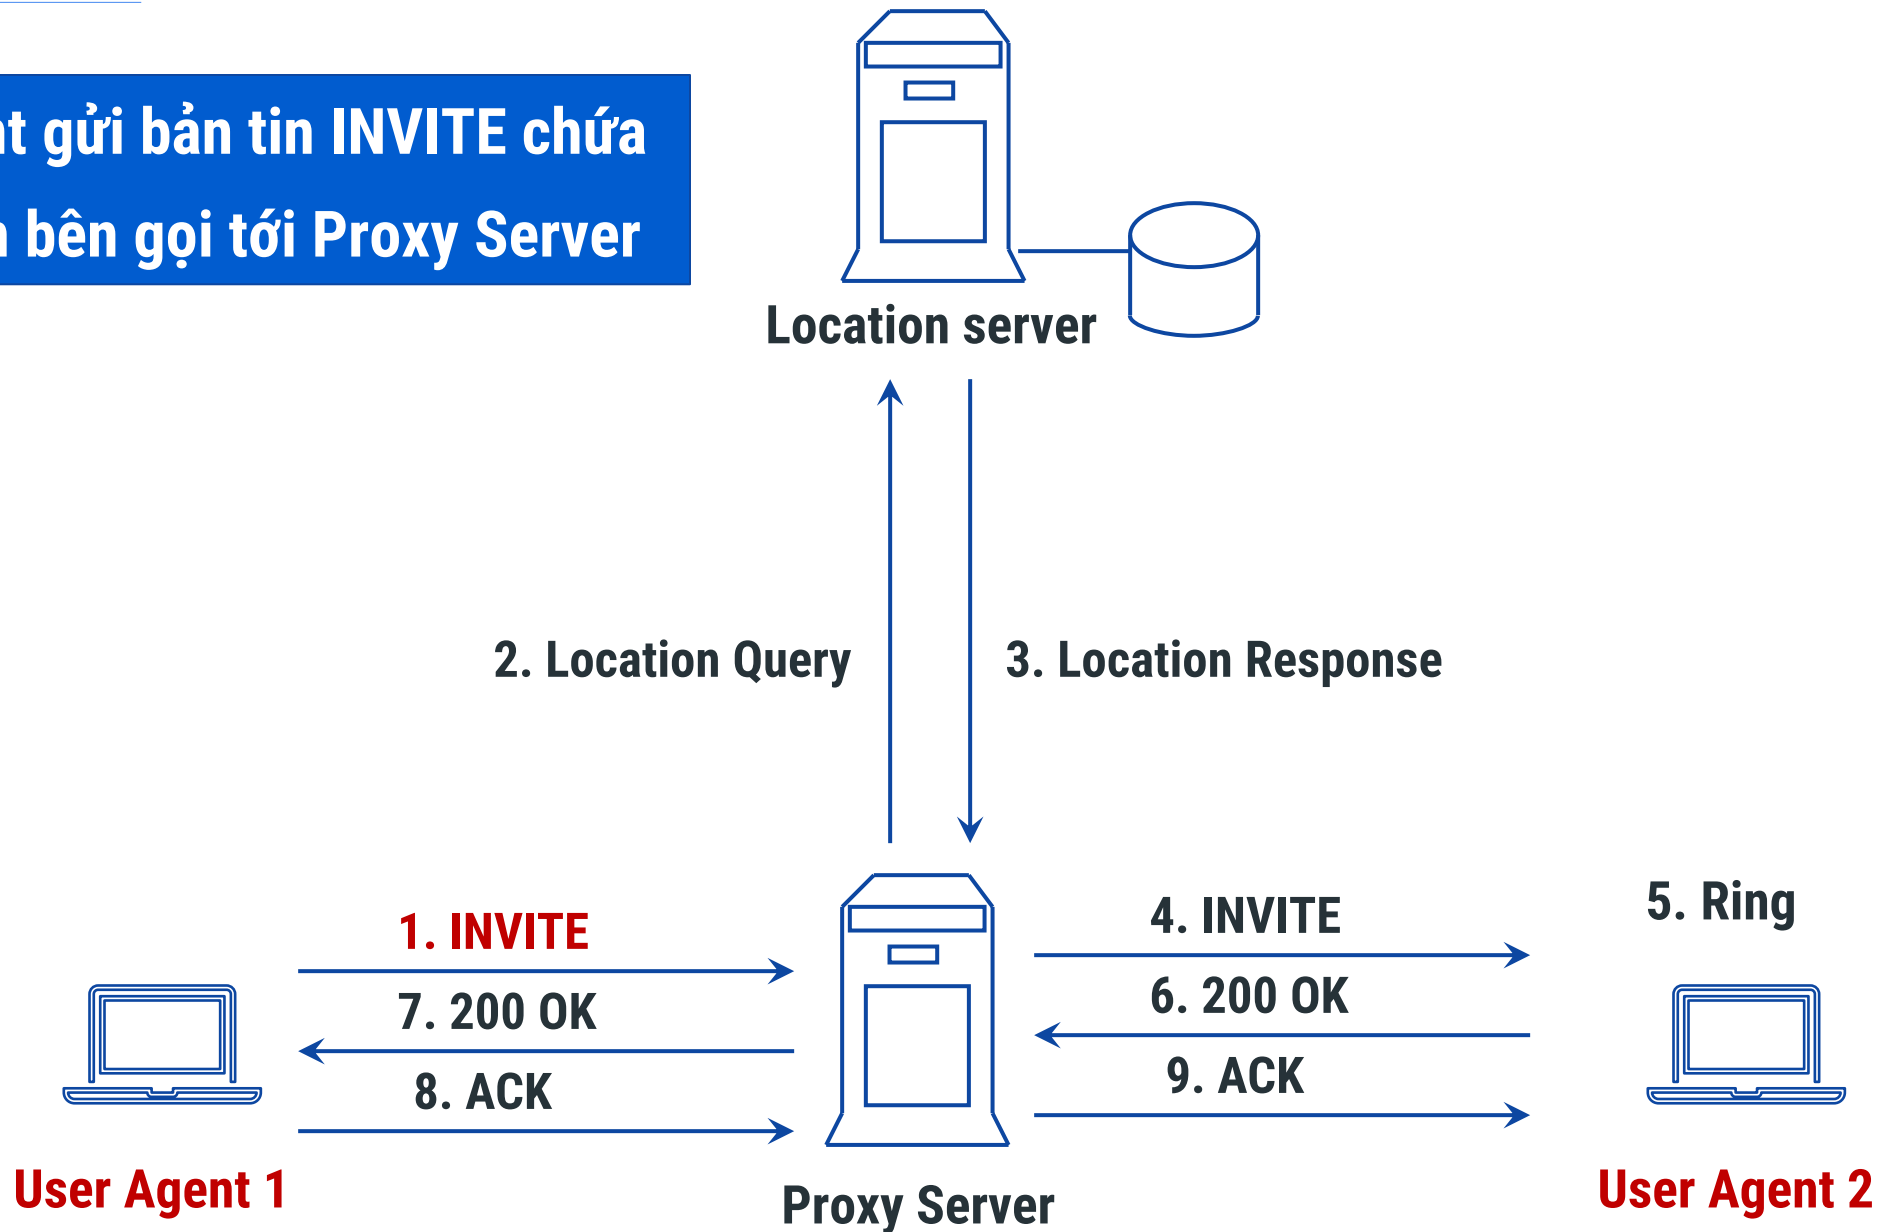 gửi bản tin INVITE chứa
bên gọi tới Proxy Server
Location server
2. Location Query
3. Location Response
1. INVITE
4. INVITE
5. Ring
7. 200 OK
6. 200 OK
8. ACK
9. ACK
User Agent 1
Proxy Server
User Agent 2